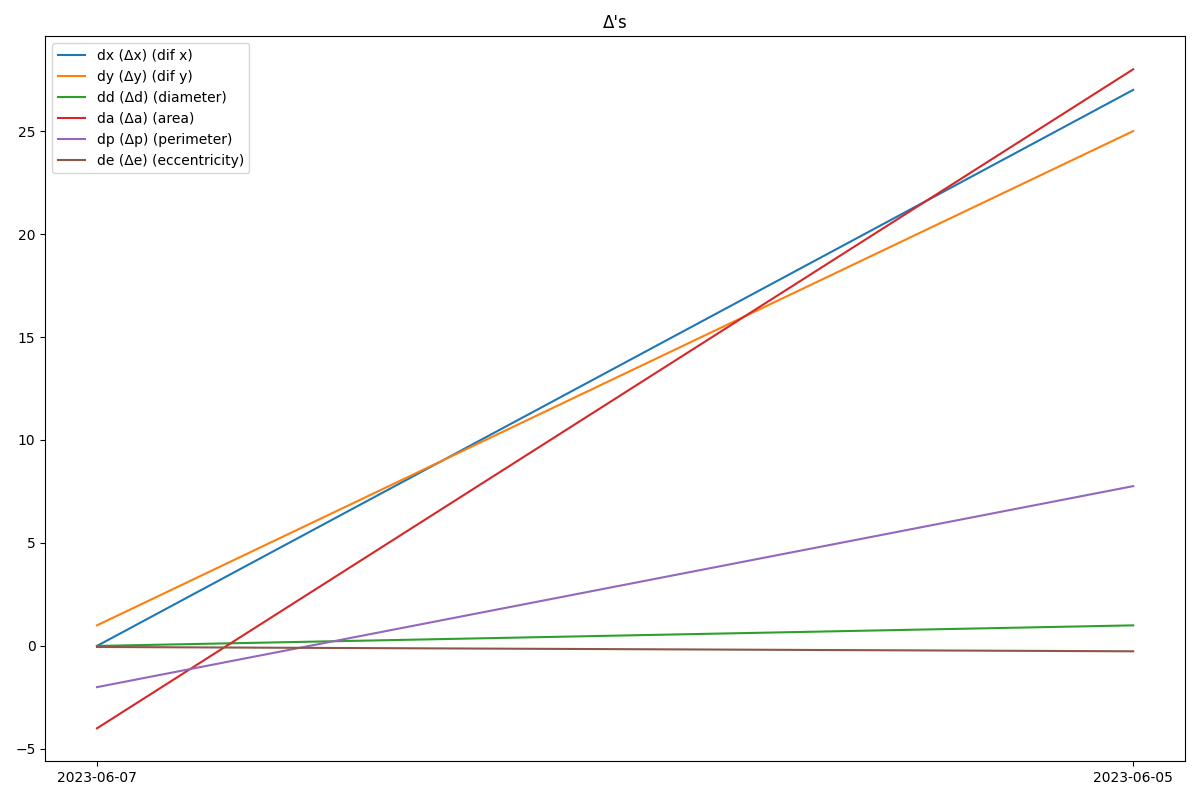 Δ's
dx (Δx) (dif x)
dy (Δy) (dif y)
dd (Δd) (diameter)
da (Δa) (area)
dp (Δp) (perimeter)
de (Δe) (eccentricity)
25
20
15
10
5
0
−5
2023-06-07
2023-06-05